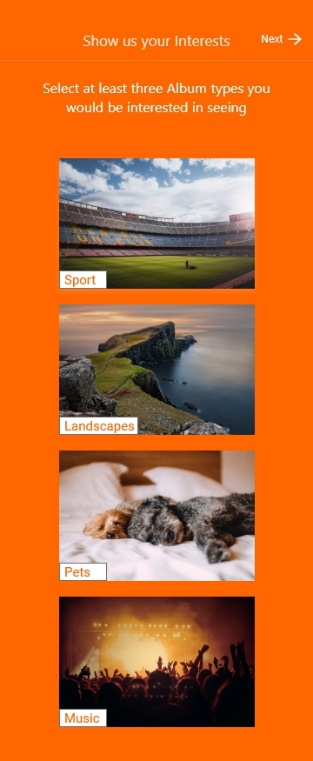 Show us your Interests
Next
Select at least three Album types you
would be interested in seeing
Sport
Landscapes
Pets
Music